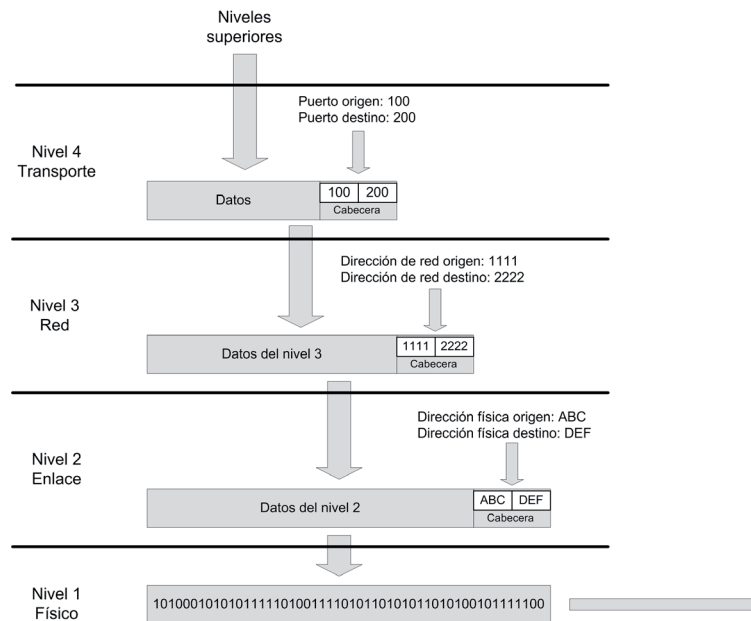 Niveles
superiores
Puerto origen: 100
Puerto destino: 200
Nivel 4
Transporte
Datos
100 200
Cabecera
Dirección de red origen: 1111
Dirección de red destino: 2222
Nivel 3
Red
Datos del nivel 3
1111 2222
Cabecera
Dirección física origen: ABC
Dirección física destino: DEF
Nivel 2
Enlace
Datos del nivel 2
ABC DEF
Cabecera
Nivel 1
Físico
1010001010101111101001111010110101011010100101111100